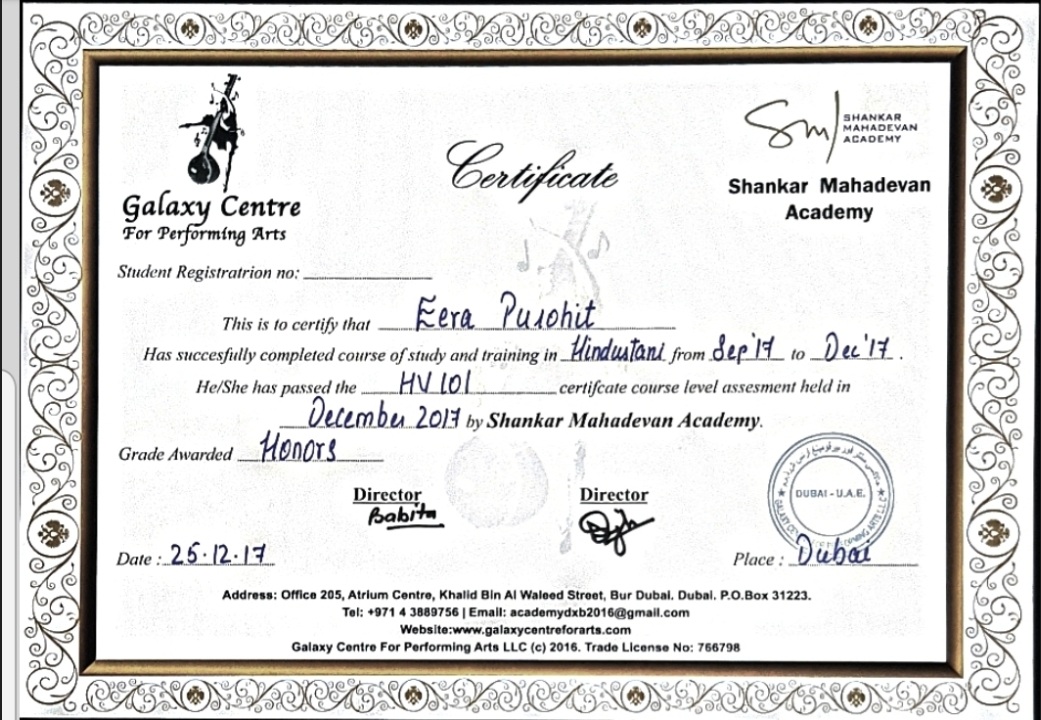 Galaxy Centre
For Performing Arts
Certificate
Sm
SHANKAR
MAHADEVAN
ACADEMY
Shankar Mahadevan
Academy
Student Registratrion no:
This is to certify that Eera Purohit
Has succesfully completed course of study and training in Hindustani from Sep'17 to Dec'17.
He/She has passed the HV 101 certifcate course level assesment held in
December 2017 by Shankar Mahadevan Academy.
Grade Awarded Honors
Director
Babita
Director
DUBAI - U.A.E.
Date : 25.12.17
Place : Dubai
Address: Office 205, Atrium Centre, Khalid Bin Al Waleed Street, Bur Dubai. Dubai. P.O.Box 31223.
Tel: +971 4 3889756 | Email: academydxb2016@gmail.com
Website:www.galaxycentreforarts.com
Galaxy Centre For Performing Arts LLC (c) 2016. Trade License No: 766798